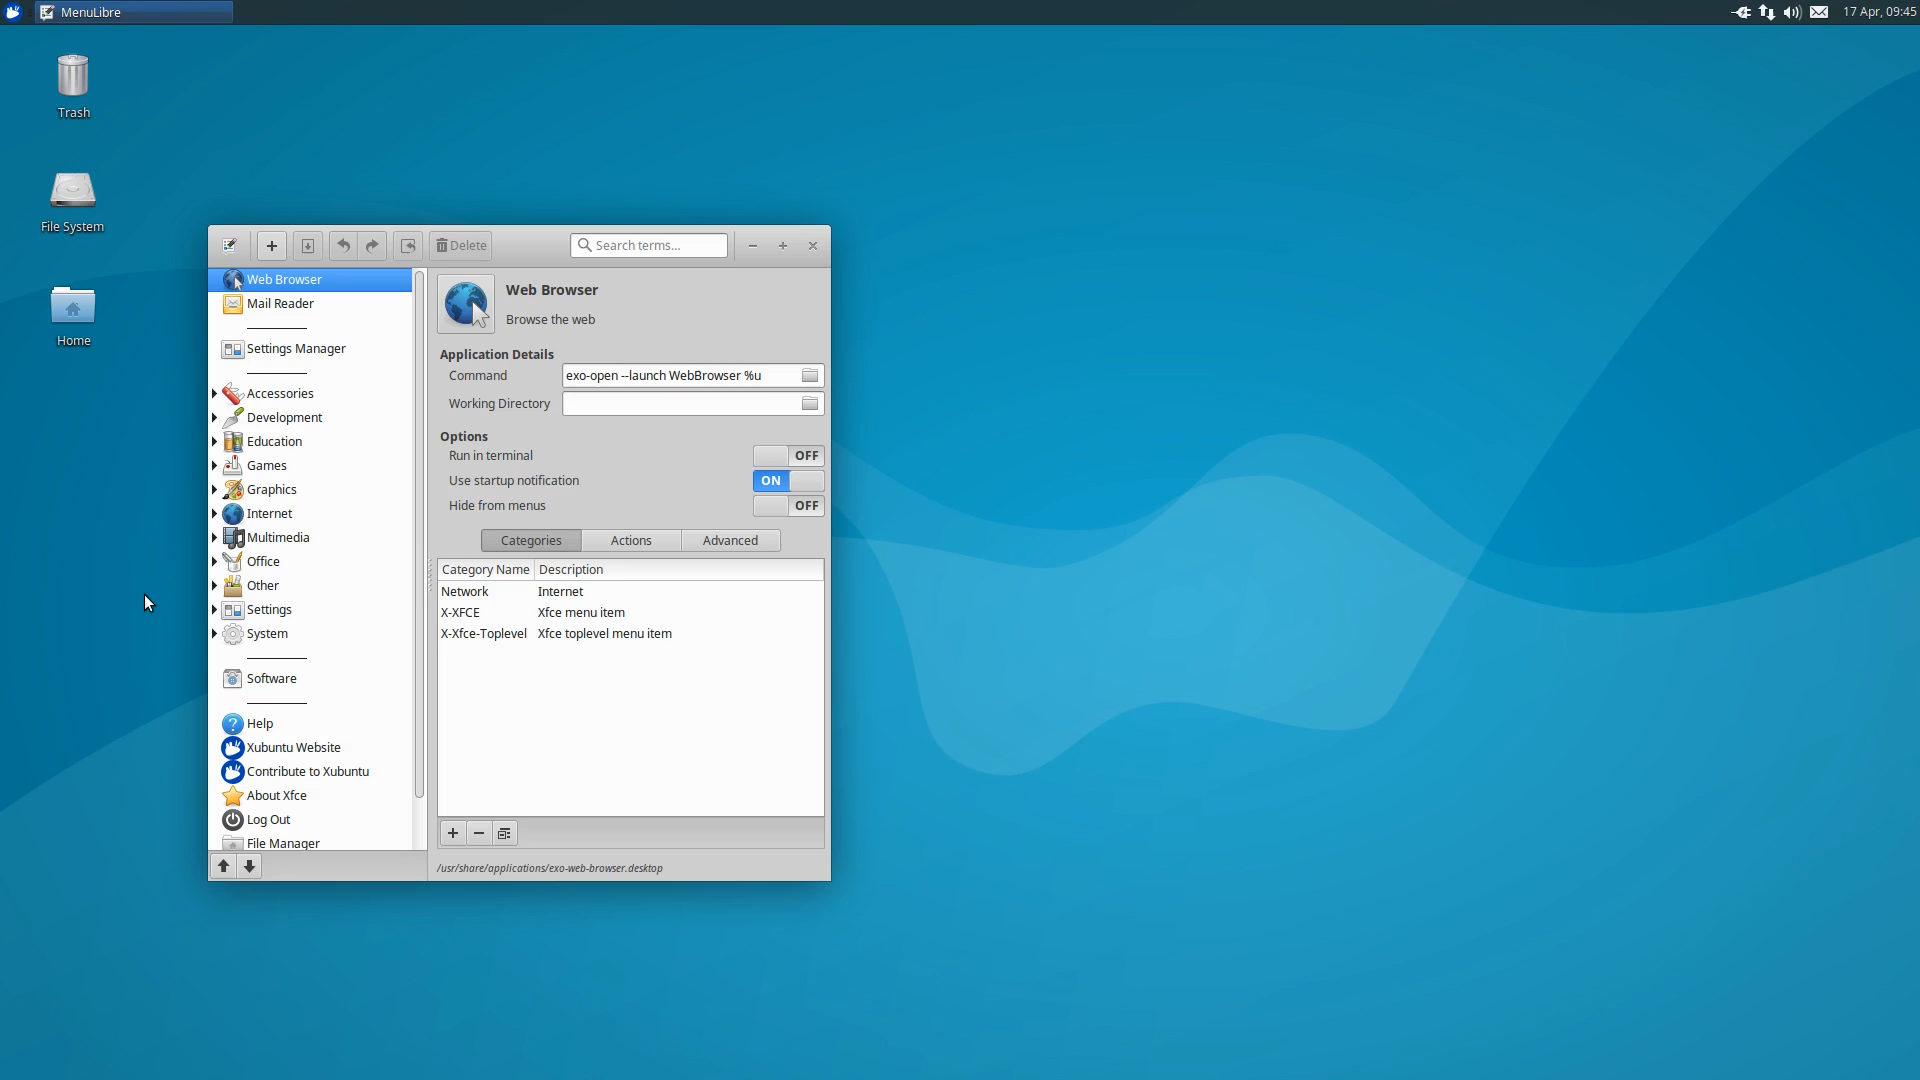 MenuLibre
17 Apr, 09:45
Trash
File System
Home
Delete
Search terms...
Web Browser
Mail Reader
Settings Manager
Accessories
Development
Education
Games
Graphics
Internet
Multimedia
Office
Other
Settings
System
Software
Help
Xubuntu Website
Contribute to Xubuntu
About Xfce
Log Out
File Manager
Web Browser
Browse the web
Application Details
Command exo-open --launch WebBrowser %u
Working Directory
Options
Run in terminal OFF
Use startup notification ON
Hide from menus OFF
Categories Actions Advanced
Category Name Description
Network Internet
X-XFCE Xfce menu item
X-Xfce-Toplevel Xfce toplevel menu item
/usr/share/applications/exo-web-browser.desktop